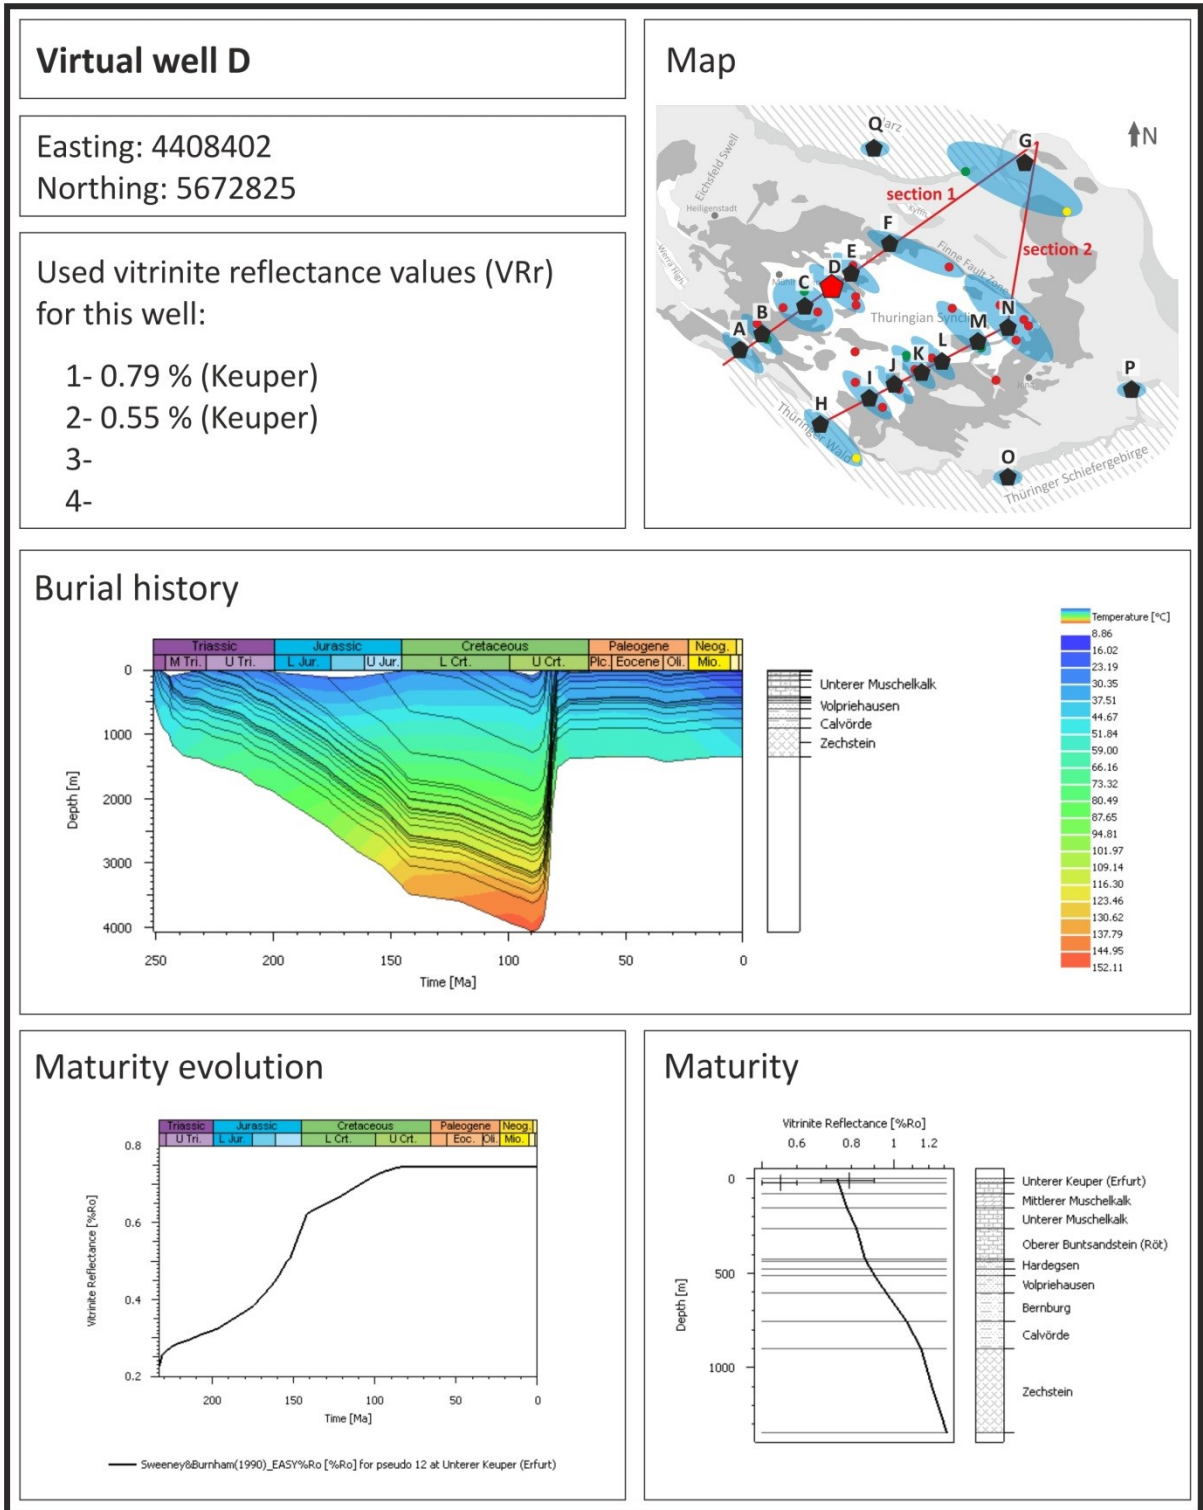 Virtual well D
Easting: 4408402
Northing: 5672825
Used vitrinite reflectance values (VRr)
for this well:
1- 0.79 % (Keuper)
2- 0.55 % (Keuper)
3-
4-
Map
N
Q
G
Eichsfeld Swell
Heiligenstadt
Werra High
section 1
section 2
F
E
D
C
B
A
Finne Fault Zone
Thuringian
N
M
L
K
J
I
H
P
O
Thüringer Wald
Thüringer Schiefergebirge
Burial history
Triassic Jurassic Cretaceous Paleogene Neog.
M Tri. U Tri. L Jur. U Jur. L Crt. U Crt. Plc. Eocene Oli. Mio.
0
1000
2000
3000
4000
Depth [m]
250 200 150 100 50 0
Time [Ma]
Unterer Muschelkalk
Volpriehausen
Calvörde
Zechstein
Temperature [°C]
8.86
16.02
23.19
30.35
37.51
44.67
51.84
59.00
66.16
73.32
80.49
87.65
94.81
101.97
109.14
116.30
123.46
130.62
137.79
144.95
152.11
Maturity evolution
Triassic Jurassic Cretaceous Paleogene Neog.
U Tri. L Jur. L Crt. U Crt. Eoc. Oli. Mio.
0.8
0.6
0.4
0.2
Vitrinite Reflectance [%Ro]
200 150 100 50 0
Time [Ma]
Sweeney&Burnham(1990)_EASY%Ro [%Ro] for pseudo 12 at Unterer Keuper (Erfurt)
Maturity
Vitrinite Reflectance [%Ro]
0.6 0.8 1 1.2
0
500
1000
Depth [m]
Unterer Keuper (Erfurt)
Mittlerer Muschelkalk
Unterer Muschelkalk
Oberer Buntsandstein (Röt)
Hardegsen
Volpriehausen
Bernburg
Calvörde
Zechstein